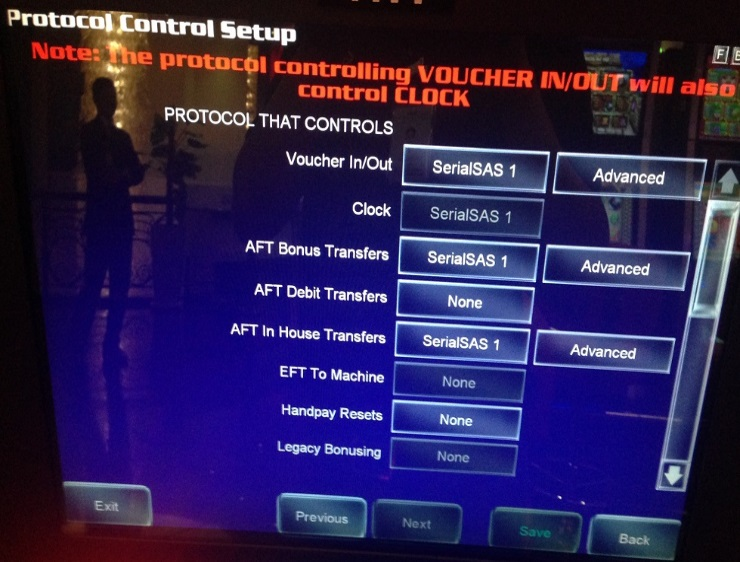 Protocol Control Setup
Note: The protocol controlling VOUCHER IN/OUT will also
control CLOCK
PROTOCOL THAT CONTROLS
Voucher In/Out SerialSAS 1 Advanced
Clock SerialSAS 1
AFT Bonus Transfers SerialSAS 1 Advanced
AFT Debit Transfers None
AFT In House Transfers SerialSAS 1 Advanced
EFT To Machine None
Handpay Resets None
Legacy Bonusing None
Exit Previous Next Save Back